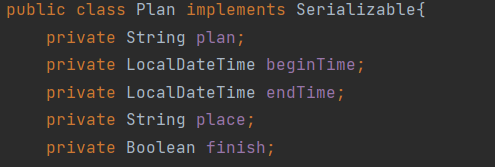 public class Plan implements Serializable{
private String plan;
private LocalDateTime beginTime;
private LocalDateTime endTime;
private String place;
private Boolean finish;